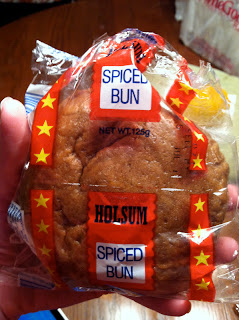 SPICED
BUN
NET WT.125g
HOLSUM
SPICED
BUN